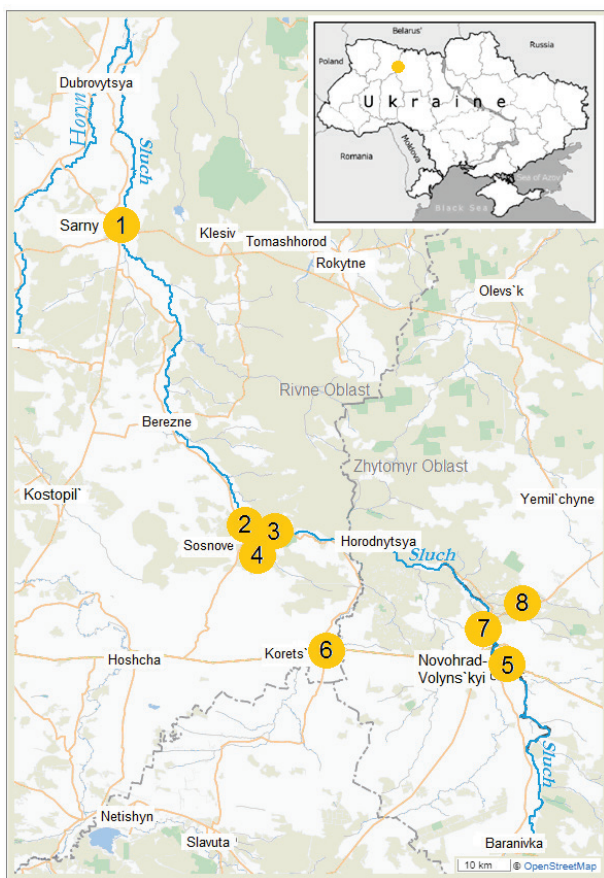 Belarus'
Poland
Russia
Ukraine
Moldova
Romania
Sea of Azov
Black Sea
Dubrovytsya
Horyn
Sluch
Sarny
1
Klesiv
Tomashhorod
Rokytne
Olevs`k
Rivne Oblast
Berezne
Zhytomyr Oblast
Kostopil`
Yemil`chyne
2
3
Sosnove
4
Horodnytsya
Sluch
8
7
6
Korets`
Hoshcha
Novohrad-
Volyns`kyi
5
Sluch
Netishyn
Slavuta
Baranivka
10 km
© OpenStreetMap